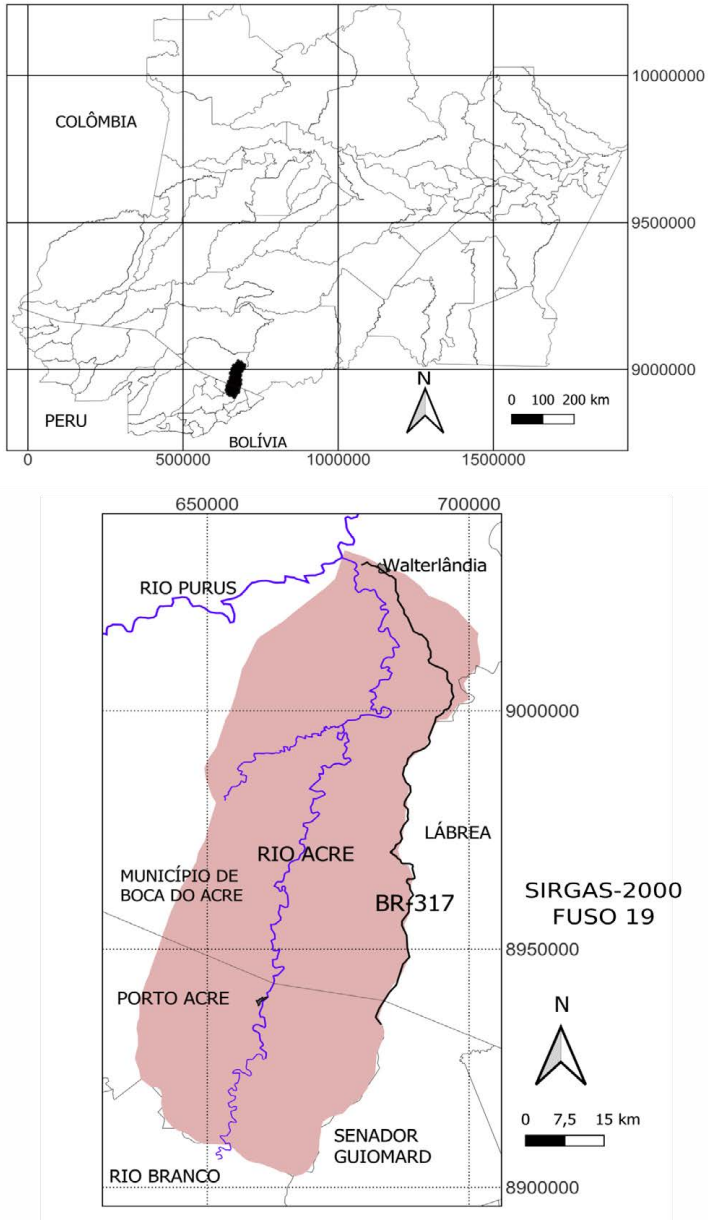 10000000
COLÔMBIA
9500000
9000000
N
0 100 200 km
PERU
BOLÍVIA
0 500000 1000000 1500000
650000 700000
Walterlândia
RIO PURUS
9000000
LÁBREA
RIO ACRE
MUNICÍPIO DE
BOCA DO ACRE
BR-317
SIRGAS-2000
FUSO 19
8950000
PORTO ACRE
N
0 7,5 15 km
SENADOR
GUIOMARD
RIO BRANCO
8900000